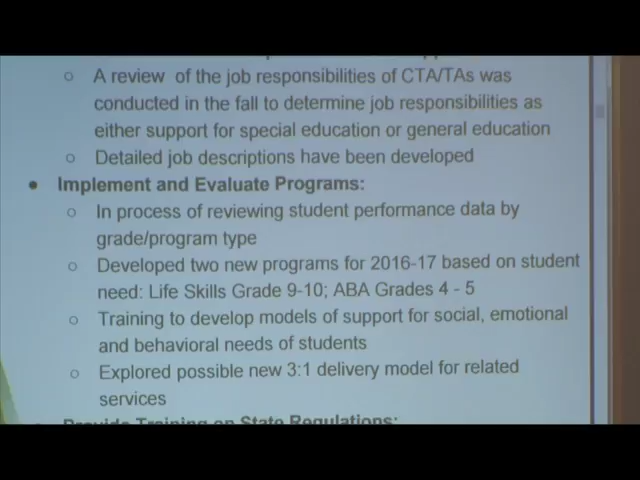 ○ A review of the job responsibilities of CTA/TAs was
conducted in the fall to determine job responsibilities as
either support for special education or general education
○ Detailed job descriptions have been developed
● Implement and Evaluate Programs:
○ In process of reviewing student performance data by
grade/program type
○ Developed two new programs for 2016-17 based on student
need: Life Skills Grade 9-10; ABA Grades 4 - 5
○ Training to develop models of support for social, emotional
and behavioral needs of students
○ Explored possible new 3:1 delivery model for related
services
Provide Training on State Regulations: